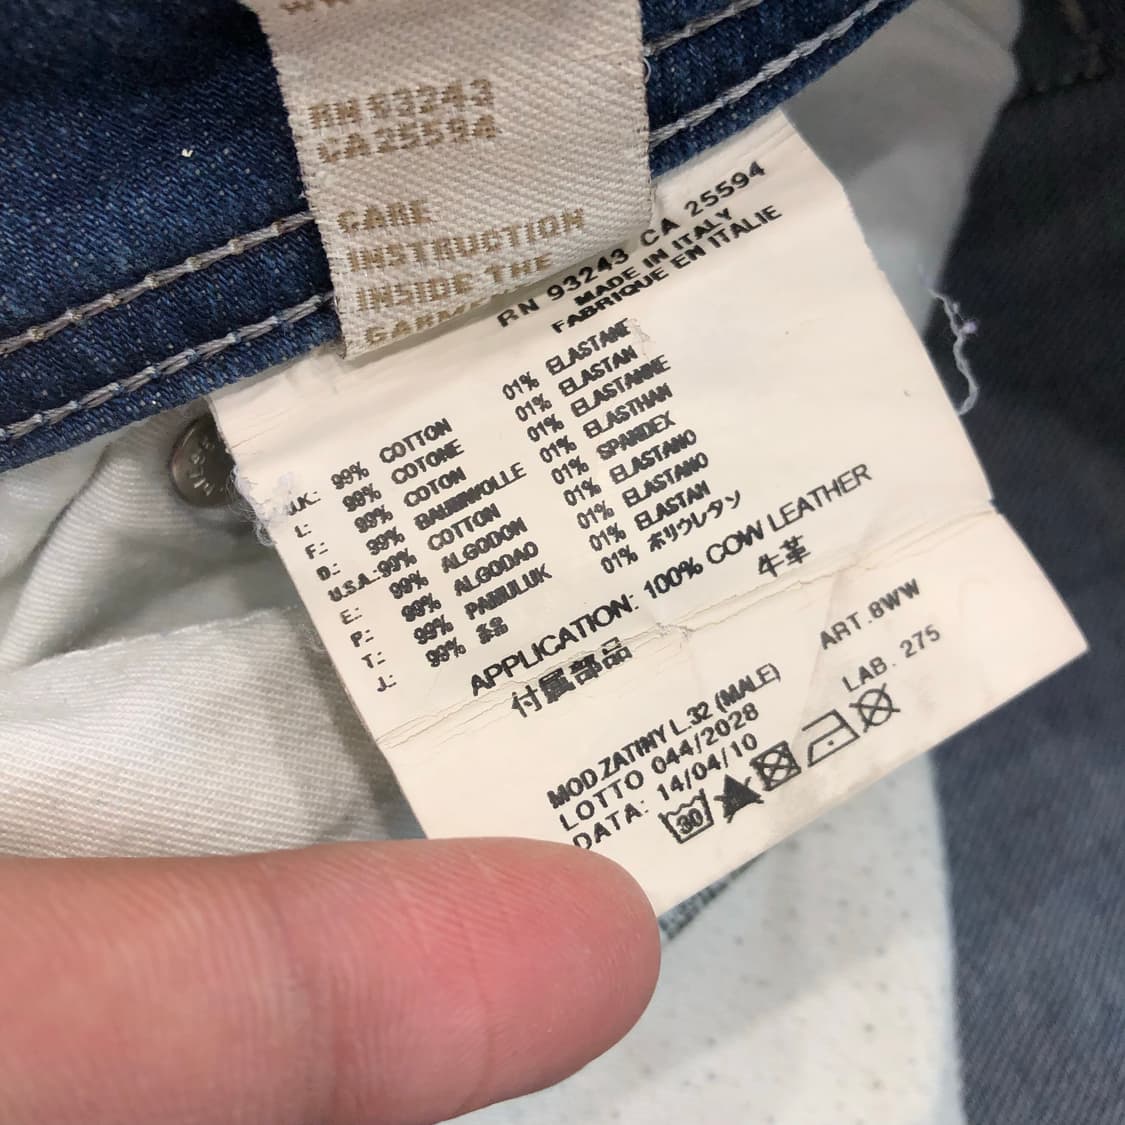 RN 93243
CA 25594
CARE
INSTRUCTION
INSIDE THE
RN 93243 CA 25594
MADE IN ITALY
FABRIQUE EN ITALIE
U.K.: 99% COTTON 01% ELASTANE
I.: 99% COTONE 01% ELASTAN
F.: 99% COTON 01% ELASTANNE
D.: 99% BAUMWOLLE 01% ELASTHAN
U.S.A.:99% COTTON 01% SPANDEX
E.: 99% ALGODON 01% ELASTANO
P.: 99% ALGODAO 01% ELASTANO
T.: 99% PAMULUK 01% ELASTAN
J.: 99% 01% ポリウレタン
APPLICATION: 100% COW LEATHER
付属部品 牛革
MOD ZATINY L.32 (MALE) ART.8WW
LOTTO 044/2028 LAB. 275
DATA: 14/04/10
30